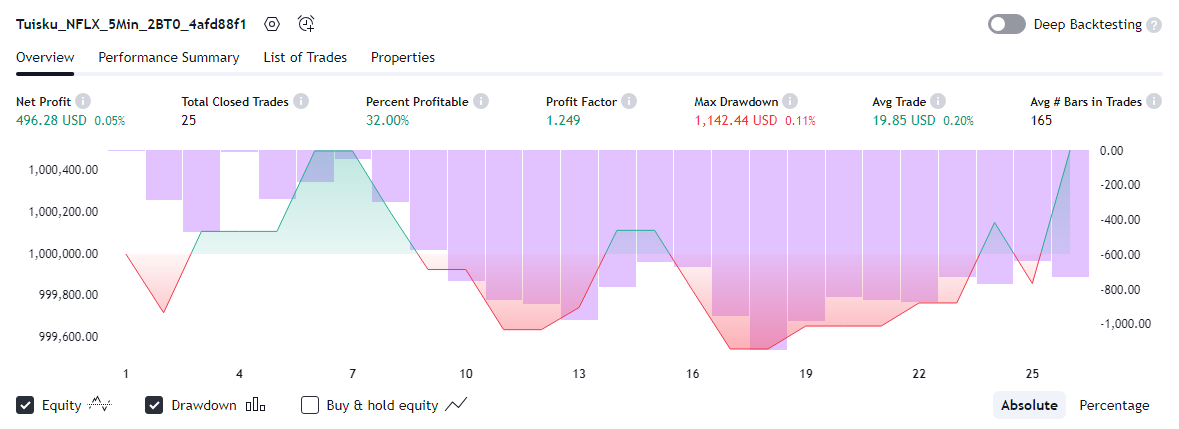 Tuisku_NFLX_5Min_2BT0_4afd88f1 Deep Backtesting ?
Overview Performance Summary List of Trades Properties
Net Profit i Total Closed Trades i Percent Profitable i Profit Factor i Max Drawdown i Avg Trade i Avg # Bars in Trades i
496.28 USD 0.05% 25 32.00% 1.249 1,142.44 USD 0.11% 19.85 USD 0.20% 165
0.00
1,000,400.00
-200.00
1,000,200.00 -400.00
1,000,000.00 -600.00
999,800.00 -800.00
999,600.00 -1,000.00
1 4 7 10 13 16 19 22 25
Equity Drawdown Buy & hold equity Absolute Percentage